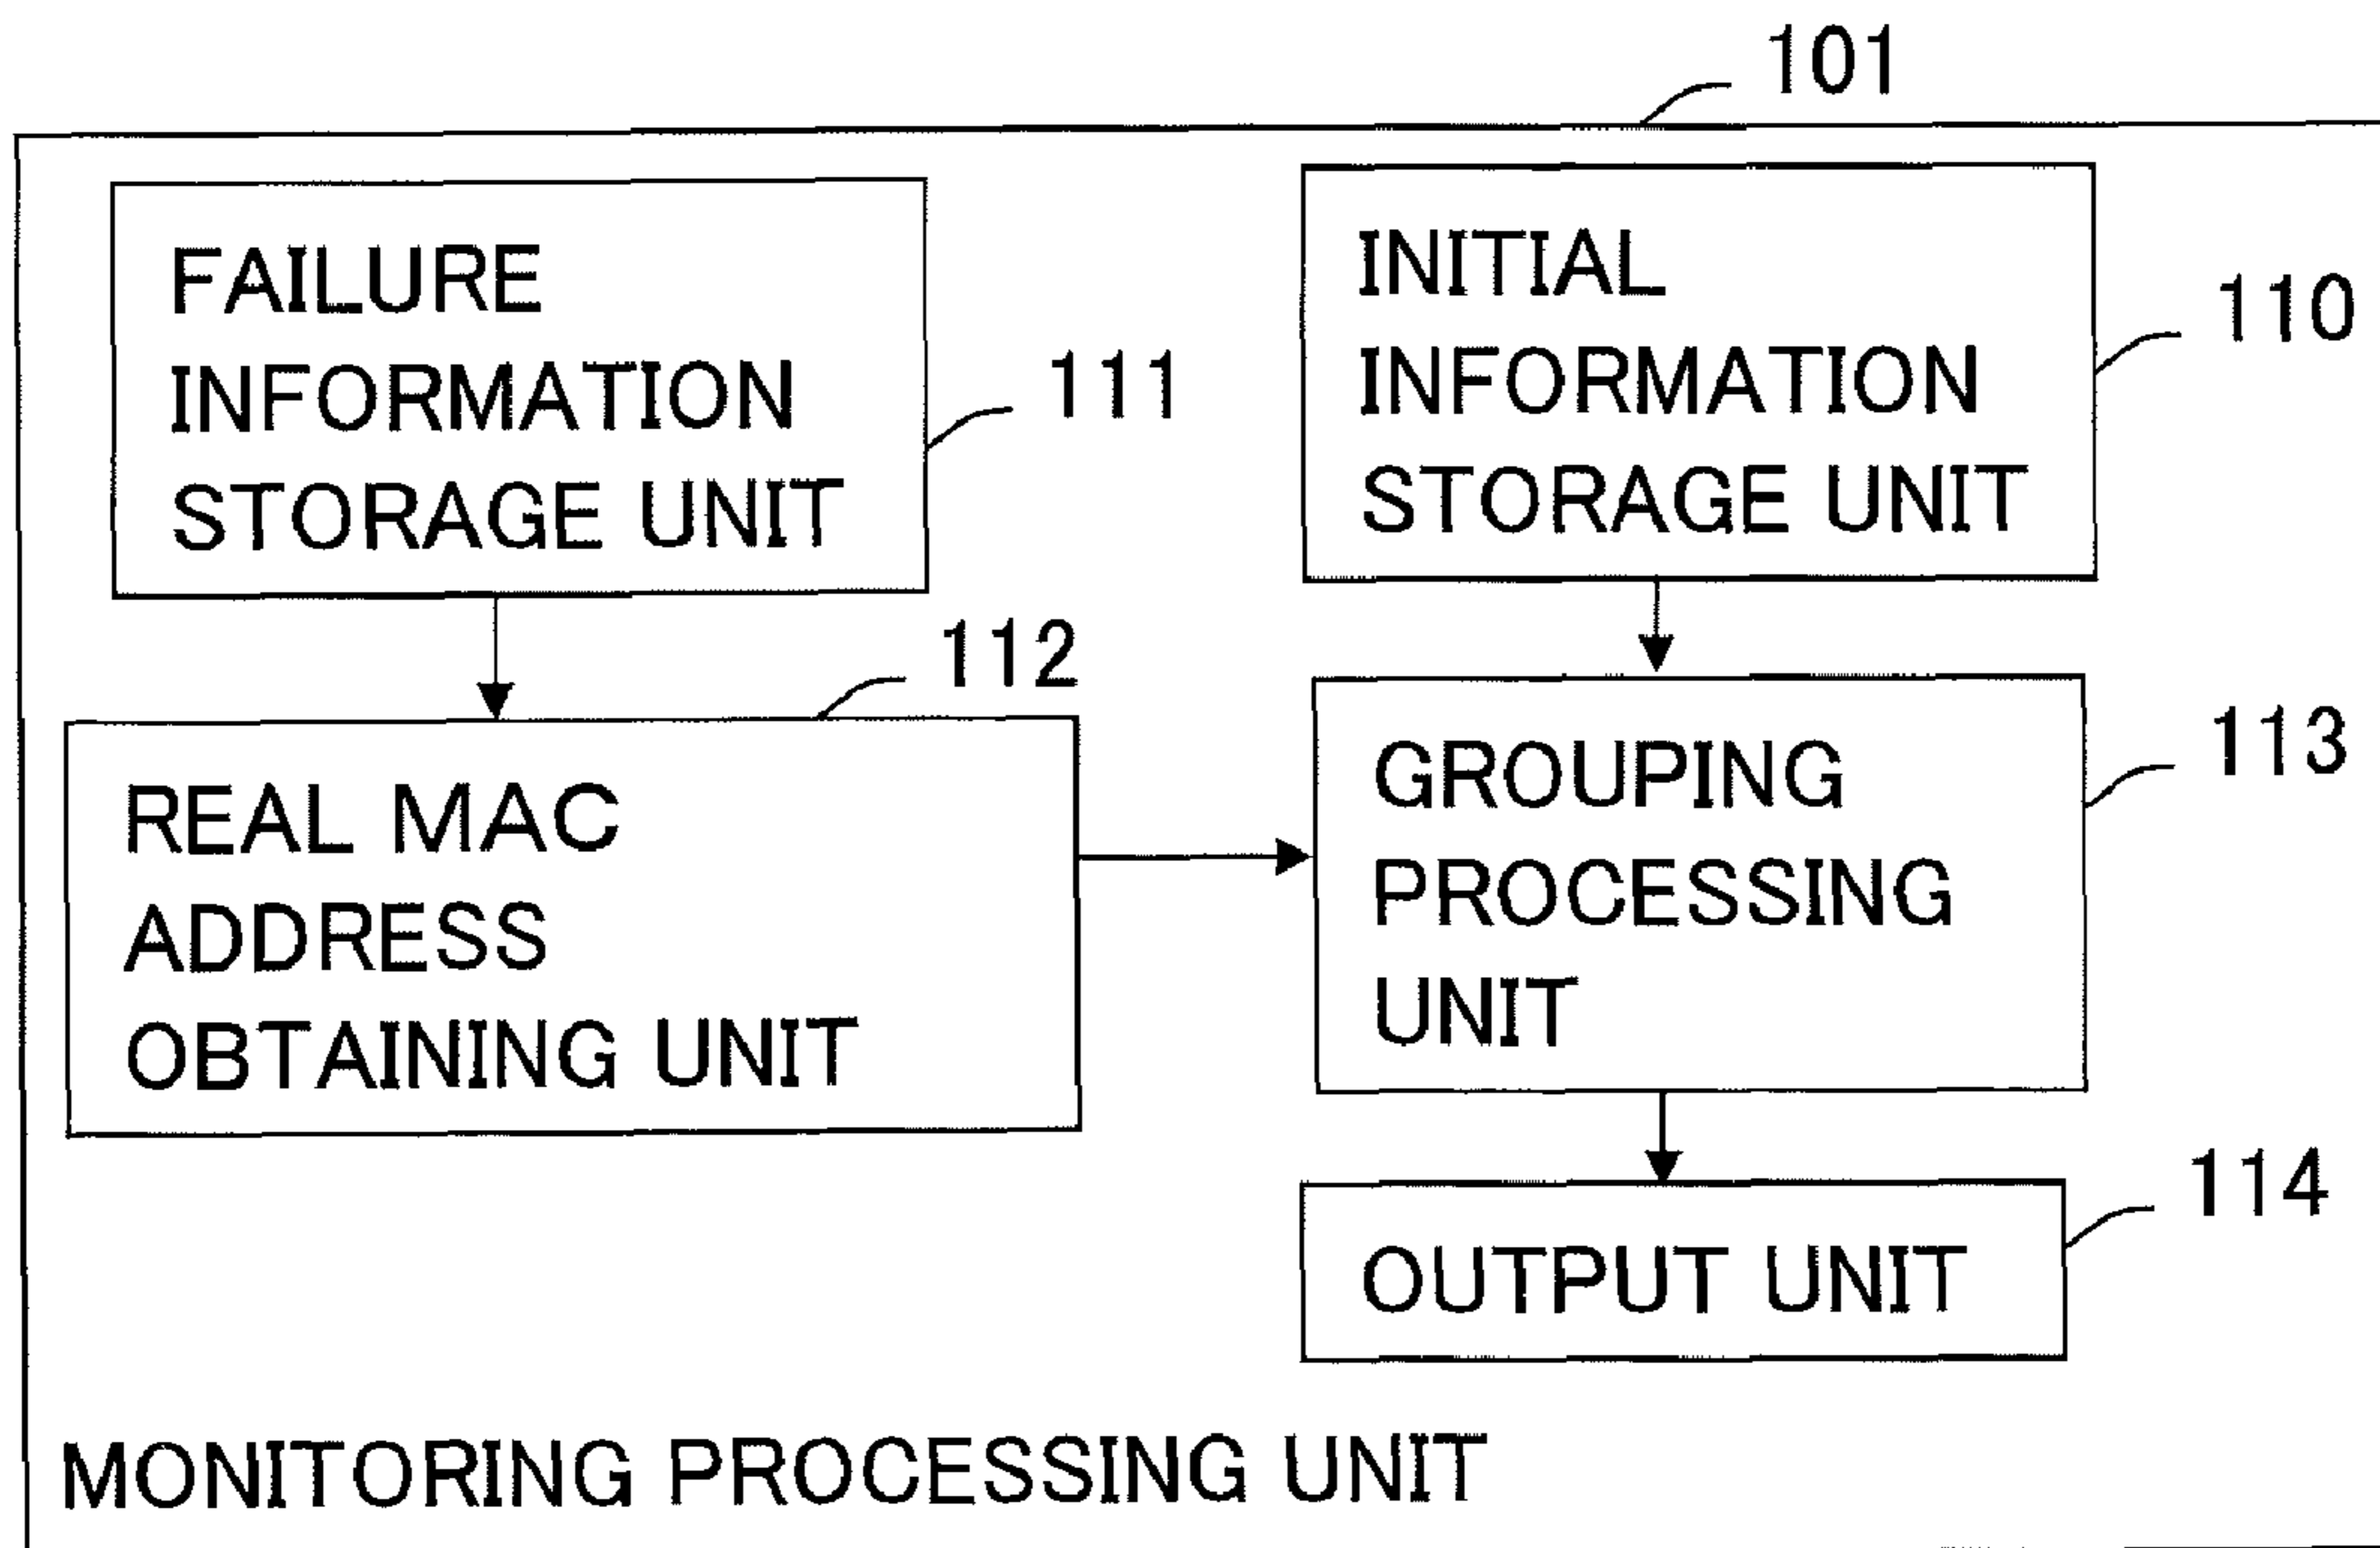 101
FAILURE
INFORMATION
STORAGE UNIT
111
INITIAL
INFORMATION
STORAGE UNIT
110
112
REAL MAC
ADDRESS
OBTAINING UNIT
GROUPING
PROCESSING
UNIT
113
OUTPUT UNIT
114
MONITORING PROCESSING UNIT